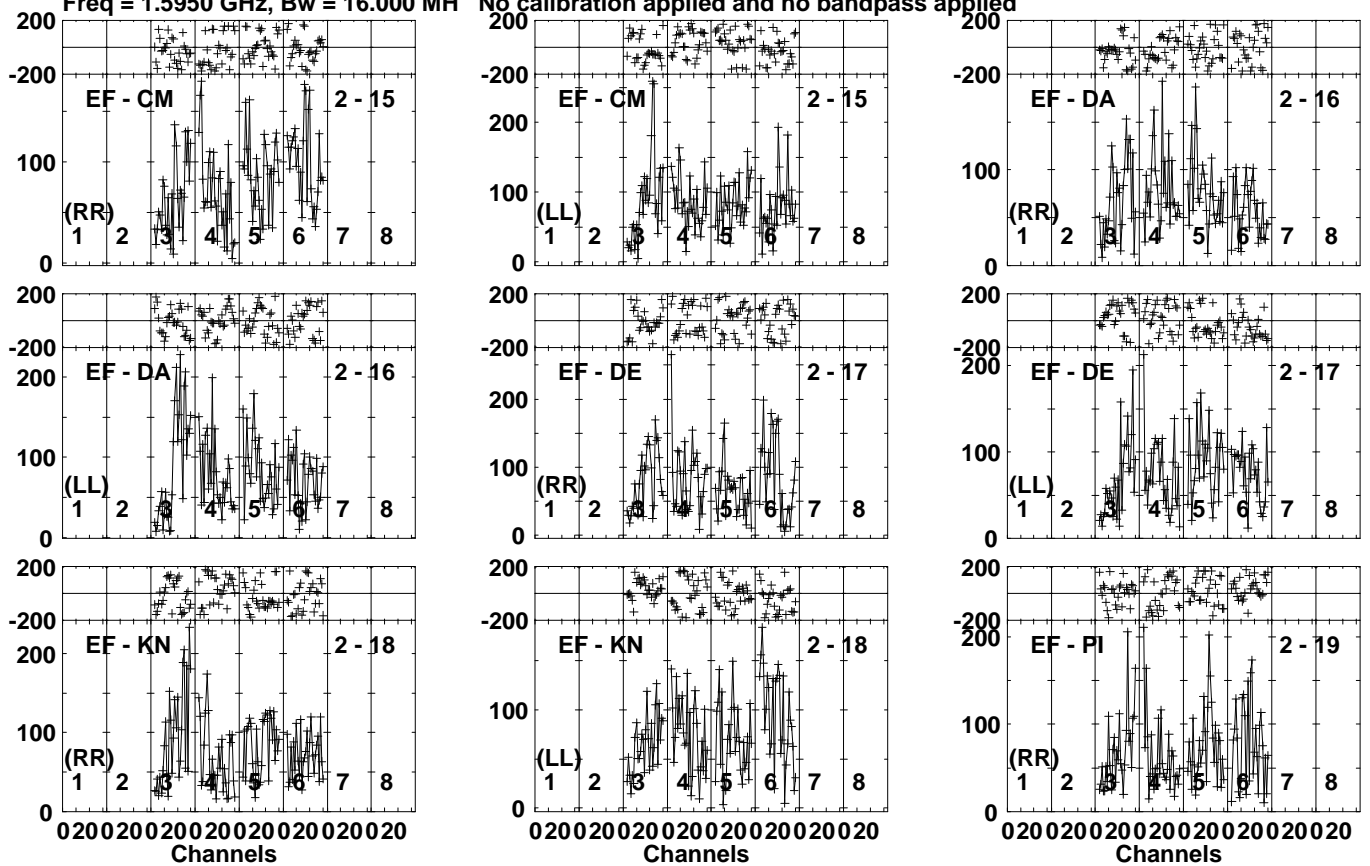 Freq = 1.5950 GHz, Bw = 16.000 MH No calibration applied and no bandpass applied
200
-200
EF - CM 2 - 15
100
(RR)
1 2 3 4 5 6 7 8
0
200
-200
EF - CM 2 - 15
200
100
(LL)
1 2 3 4 5 6 7 8
0
200
-200
EF - DA 2 - 16
100
(RR)
1 2 3 4 5 6 7 8
0
200
-200
EF - DA 2 - 16
200
100
(LL)
1 2 3 4 5 6 7 8
0
200
-200
EF - DE 2 - 17
200
100
(RR)
1 2 3 4 5 6 7 8
0
200
-200
EF - DE 2 - 17
200
100
(LL)
1 2 3 4 5 6 7 8
0
200
-200
EF - KN 2 - 18
200
100
(RR)
1 2 3 4 5 6 7 8
0
0 20 0 20 0 20 0 20 0 20 0 20 0 20 0 20
Channels
200
-200
EF - KN 2 - 18
100
(LL)
1 2 3 4 5 6 7 8
0
0 20 0 20 0 20 0 20 0 20 0 20 0 20 0 20
Channels
200
-200
EF - PI 2 - 19
200
100
(RR)
1 2 3 4 5 6 7 8
0
0 20 0 20 0 20 0 20 0 20 0 20 0 20 0 20
Channels